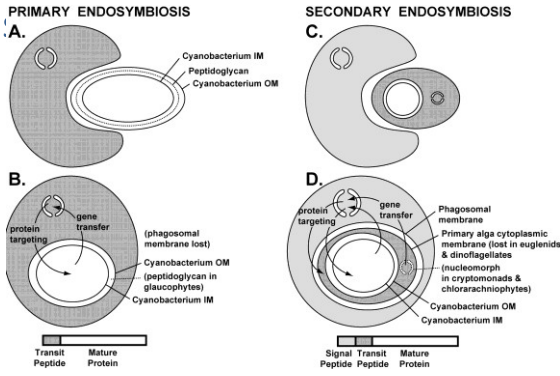 PRIMARY ENDOSYMBIOSIS
SECONDARY ENDOSYMBIOSIS
A.
Cyanobacterium IM
Peptidoglycan
Cyanobacterium OM
C.
B.
protein
targeting
gene
transfer
(phagosomal
membrane lost)
Cyanobacterium OM
(peptidoglycan in
glaucophytes)
Cyanobacterium IM
Transit
Peptide
Mature
Protein
D.
protein
targeting
gene
transfer
Phagosomal
membrane
Primary alga cytoplasmic
membrane (lost in euglenids
& dinoflagellates
(nucleomorph
in cryptomonads &
chlorarachniophytes)
Cyanobacterium OM
Cyanobacterium IM
Signal
Peptide
Transit
Peptide
Mature
Protein